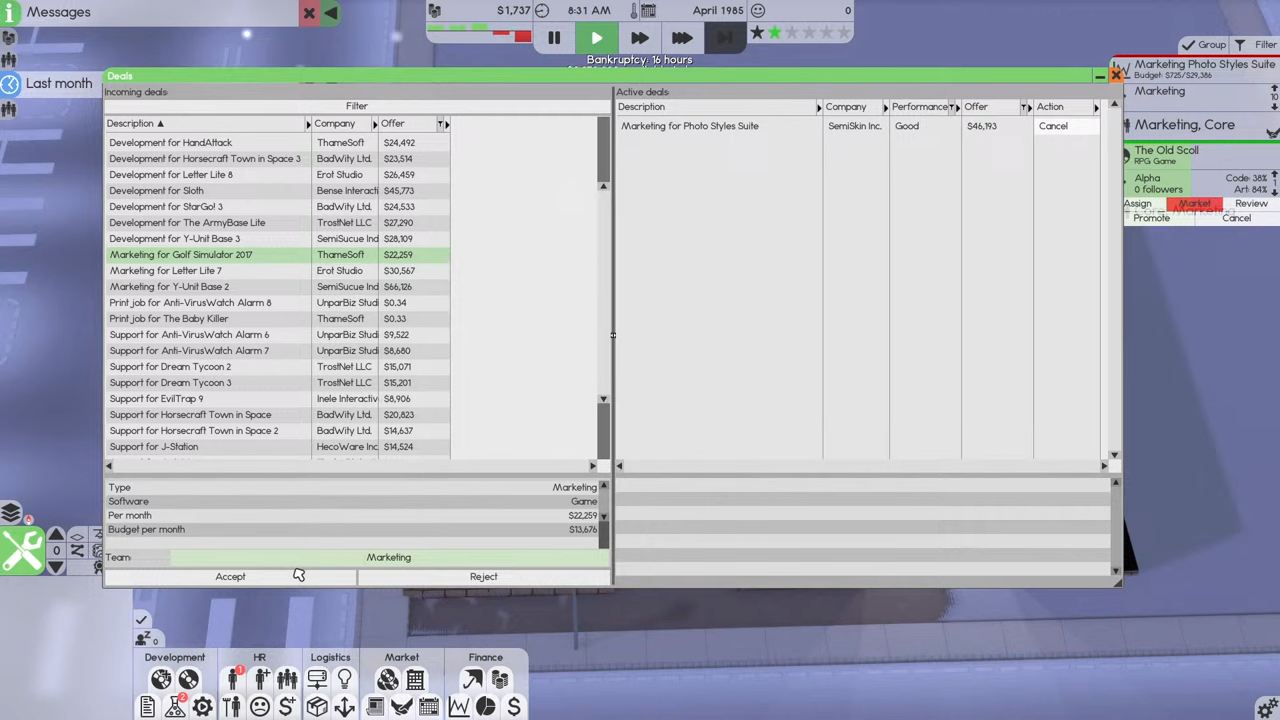 Messages
$1,737
8:31 AM
April 1985
0
Bankruptcy: 16 hours
Last month
Group
Filter
Deals
Incoming deals:
Filter
Description
Company
Offer
Development for HandAttack ThameSoft $24,492
Development for Horsecraft Town in Space 3 BadWity Ltd. $23,514
Development for Letter Lite 8 Erot Studio $26,459
Development for Sloth Bense Interacti $45,773
Development for StarGo! 3 BadWity Ltd. $24,533
Development for The ArmyBase Lite TrostNet LLC $27,290
Development for Y-Unit Base 3 SemiSucue Ind $28,109
Marketing for Golf Simulator 2017 ThameSoft $22,259
Marketing for Letter Lite 7 Erot Studio $30,567
Marketing for Y-Unit Base 2 SemiSucue Ind $66,126
Print job for Anti-VirusWatch Alarm 8 UnparBiz Studi $0.34
Print job for The Baby Killer ThameSoft $0.33
Support for Anti-VirusWatch Alarm 6 UnparBiz Studi $9,522
Support for Anti-VirusWatch Alarm 7 UnparBiz Studi $8,680
Support for Dream Tycoon 2 TrostNet LLC $15,071
Support for Dream Tycoon 3 TrostNet LLC $15,201
Support for EvilTrap 9 Inele Interactiv $8,906
Support for Horsecraft Town in Space BadWity Ltd. $20,823
Support for Horsecraft Town in Space 2 BadWity Ltd. $14,637
Support for J-Station HecoWare Inc $14,524
Type Marketing
Software Game
Per month $22,259
Budget per month $13,676
Team: Marketing
Accept
Reject
Active deals:
Description Company Performance Offer Action
Marketing for Photo Styles Suite SemiSkin Inc. Good $46,193 Cancel
Marketing Photo Styles Suite
Budget: $725/$29,386
Marketing
10
Marketing, Core
The Old Scoll
RPG Game
Alpha
0 followers
Code: 38%
Art: 84%
1
Assign
Market
Review
Promote
Cancel
0
0
Development
HR
Logistics
Market
Finance
1
2